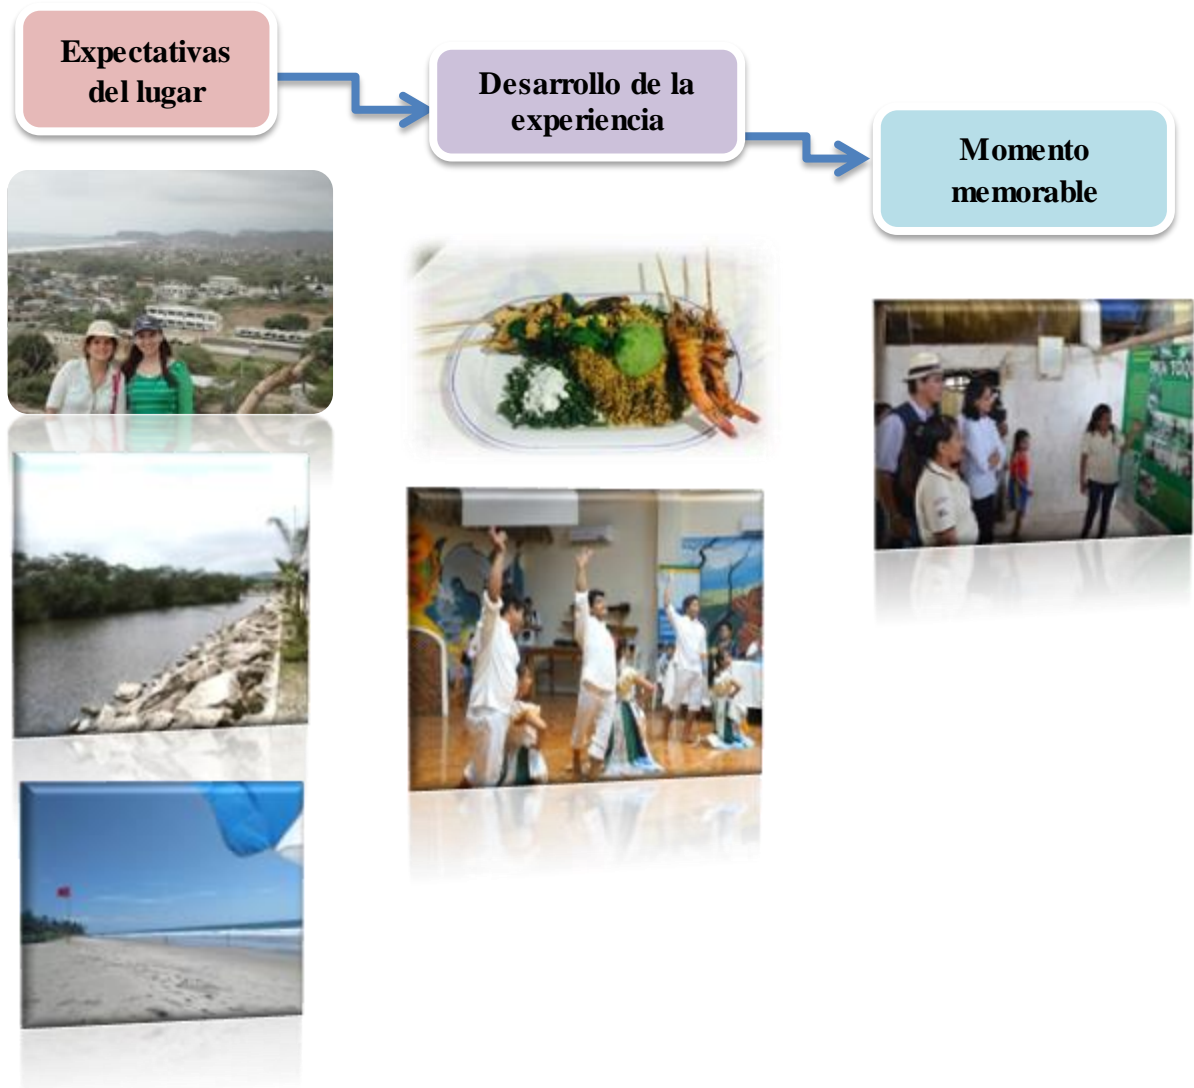 Expectativas
del lugar
Desarrollo de la
experiencia
Momento
memorable